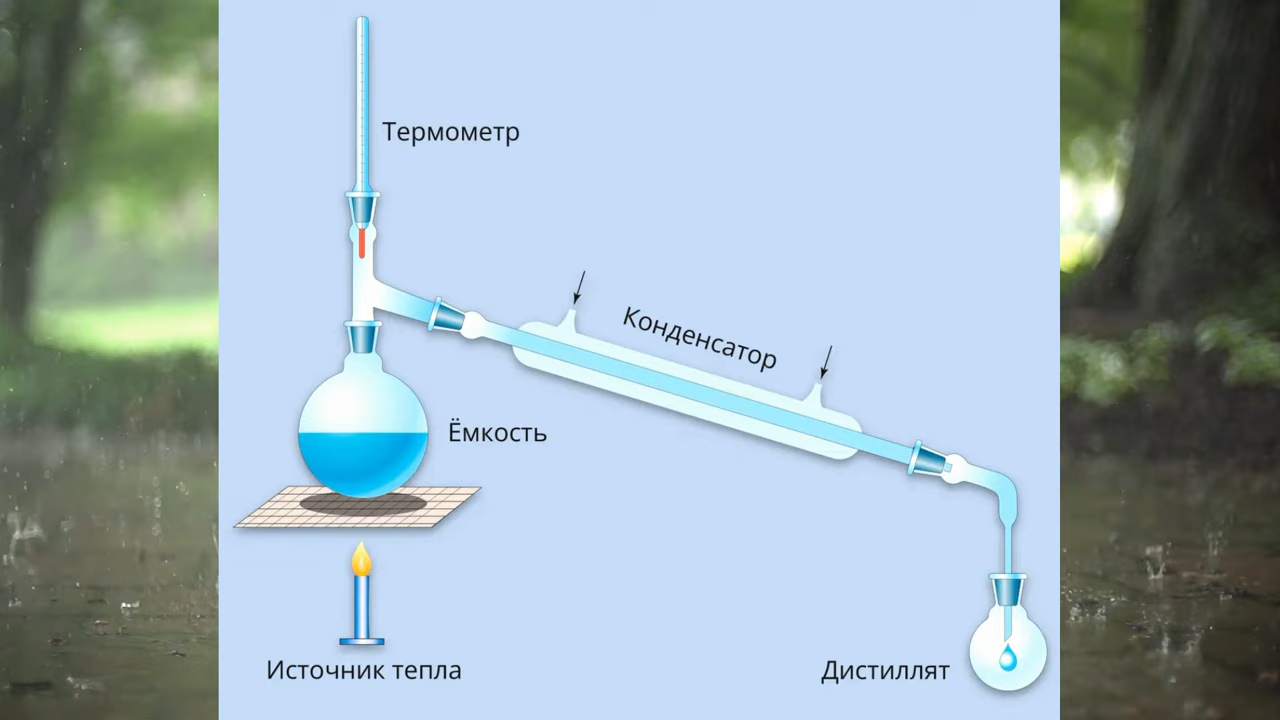 Термометр
Конденсатор
Ёмкость
Источник тепла
Дистиллят